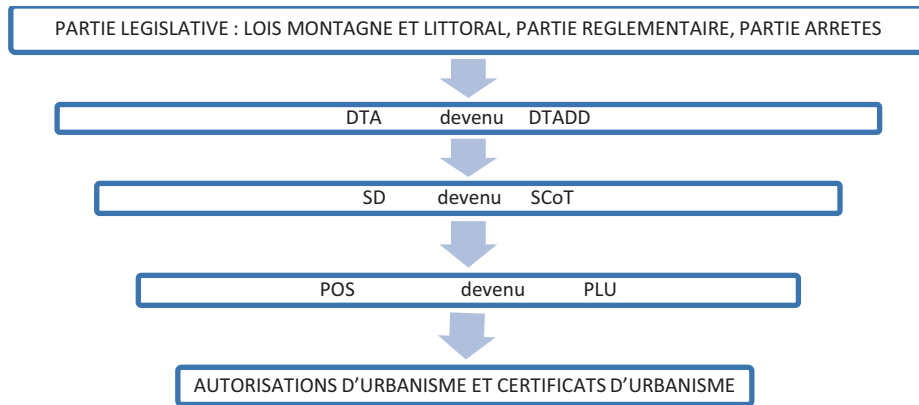 PARTIE LEGISLATIVE : LOIS MONTAGNE ET LITTORAL, PARTIE REGLEMENTAIRE, PARTIE ARRETES
DTA devenu DTADD
SD devenu SCoT
POS devenu PLU
AUTORISATIONS D’URBANISME ET CERTIFICATS D’URBANISME